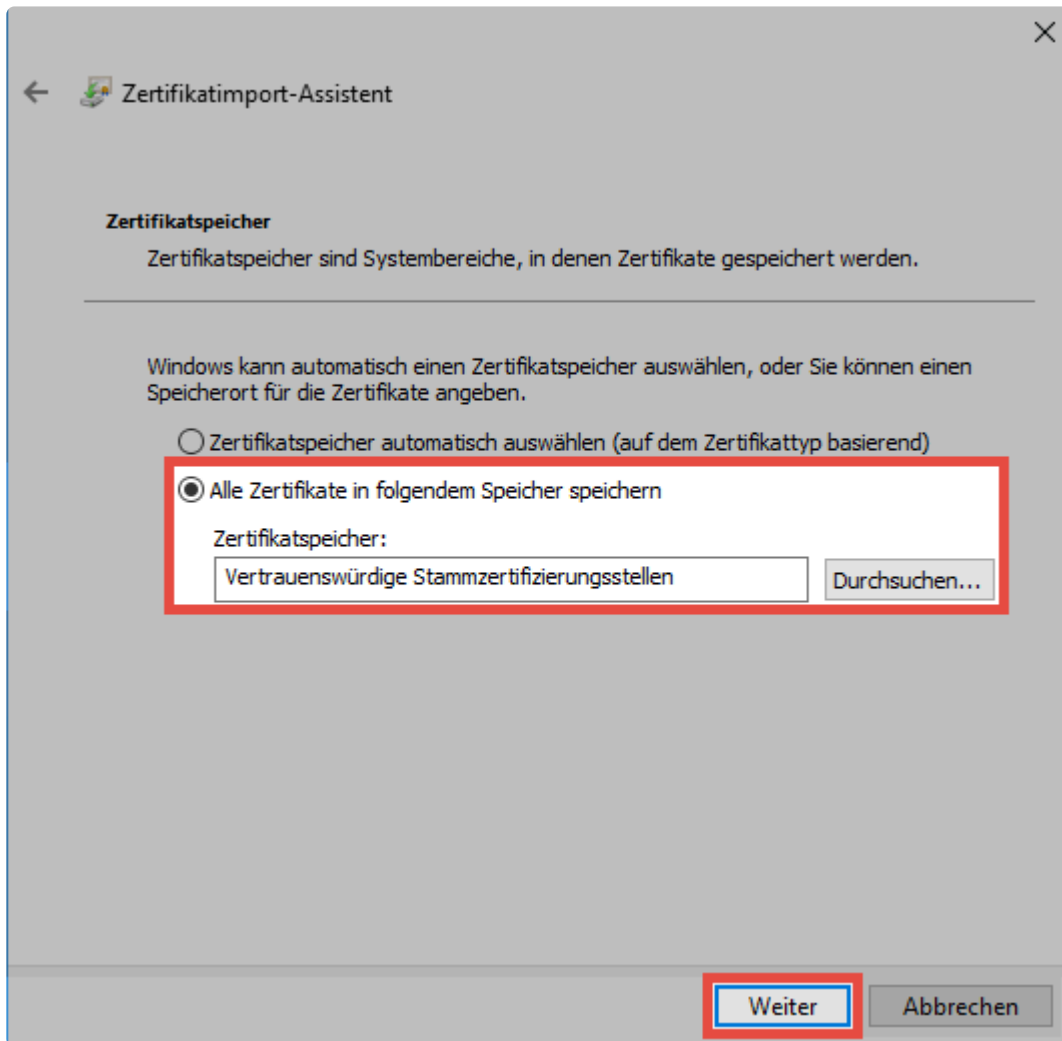 Zertifikatimport-Assistent
Zertifikatspeicher
Zertifikatspeicher sind Systembereiche, in denen Zertifikate gespeichert werden.
Windows kann automatisch einen Zertifikatspeicher auswählen, oder Sie können einen
Speicherort für die Zertifikate angeben.
Zertifikatspeicher automatisch auswählen (auf dem Zertifikattyp basierend)
Alle Zertifikate in folgendem Speicher speichern
Zertifikatspeicher:
Vertrauenswürdige Stammzertifizierungsstellen
Durchsuchen...
Weiter
Abbrechen